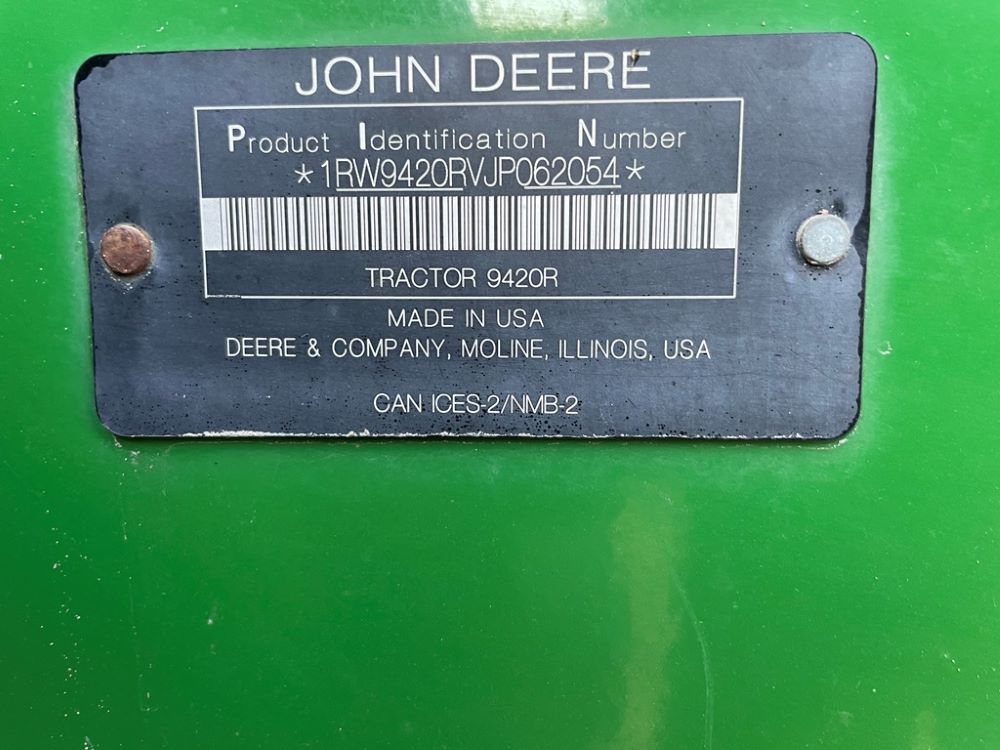 JOHN DEERE
Product Identification Number
*1RW9420RVJP062054*
TRACTOR 9420R
MADE IN USA
DEERE & COMPANY, MOLINE, ILLINOIS, USA
CAN ICES-2/NMB-2